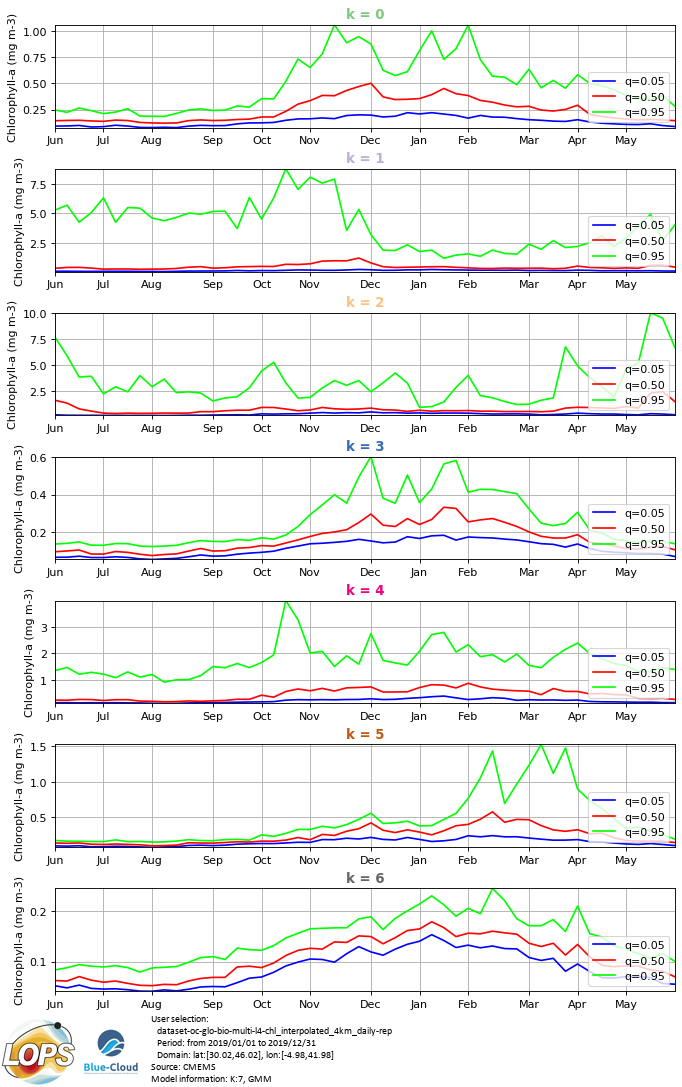 k = 0
Chlorophyll-a (mg m-3)
1.00
0.75
0.50
0.25
q=0.05
q=0.50
q=0.95
Jun Jul Aug Sep Oct Nov Dec Jan Feb Mar Apr May
k = 1
Chlorophyll-a (mg m-3)
7.5
5.0
2.5
q=0.05
q=0.50
q=0.95
Jun Jul Aug Sep Oct Nov Dec Jan Feb Mar Apr May
k = 2
Chlorophyll-a (mg m-3)
10.0
7.5
5.0
2.5
q=0.05
q=0.50
q=0.95
Jun Jul Aug Sep Oct Nov Dec Jan Feb Mar Apr May
k = 3
Chlorophyll-a (mg m-3)
0.6
0.4
0.2
q=0.05
q=0.50
q=0.95
Jun Jul Aug Sep Oct Nov Dec Jan Feb Mar Apr May
k = 4
Chlorophyll-a (mg m-3)
3
2
1
q=0.05
q=0.50
q=0.95
Jun Jul Aug Sep Oct Nov Dec Jan Feb Mar Apr May
k = 5
Chlorophyll-a (mg m-3)
1.5
1.0
0.5
q=0.05
q=0.50
q=0.95
Jun Jul Aug Sep Oct Nov Dec Jan Feb Mar Apr May
k = 6
Chlorophyll-a (mg m-3)
0.2
0.1
q=0.05
q=0.50
q=0.95
Jun Jul Aug Sep Oct Nov Dec Jan Feb Mar Apr May
LOPS
Blue-Cloud
User selection:
dataset-oc-glo-bio-multi-l4-chl_interpolated_4km_daily-rep
Period: from 2019/01/01 to 2019/12/31
Domain: lat:[30.02,46.02], lon:[-4.98,41.98]
Source: CMEMS
Model information: K:7, GMM